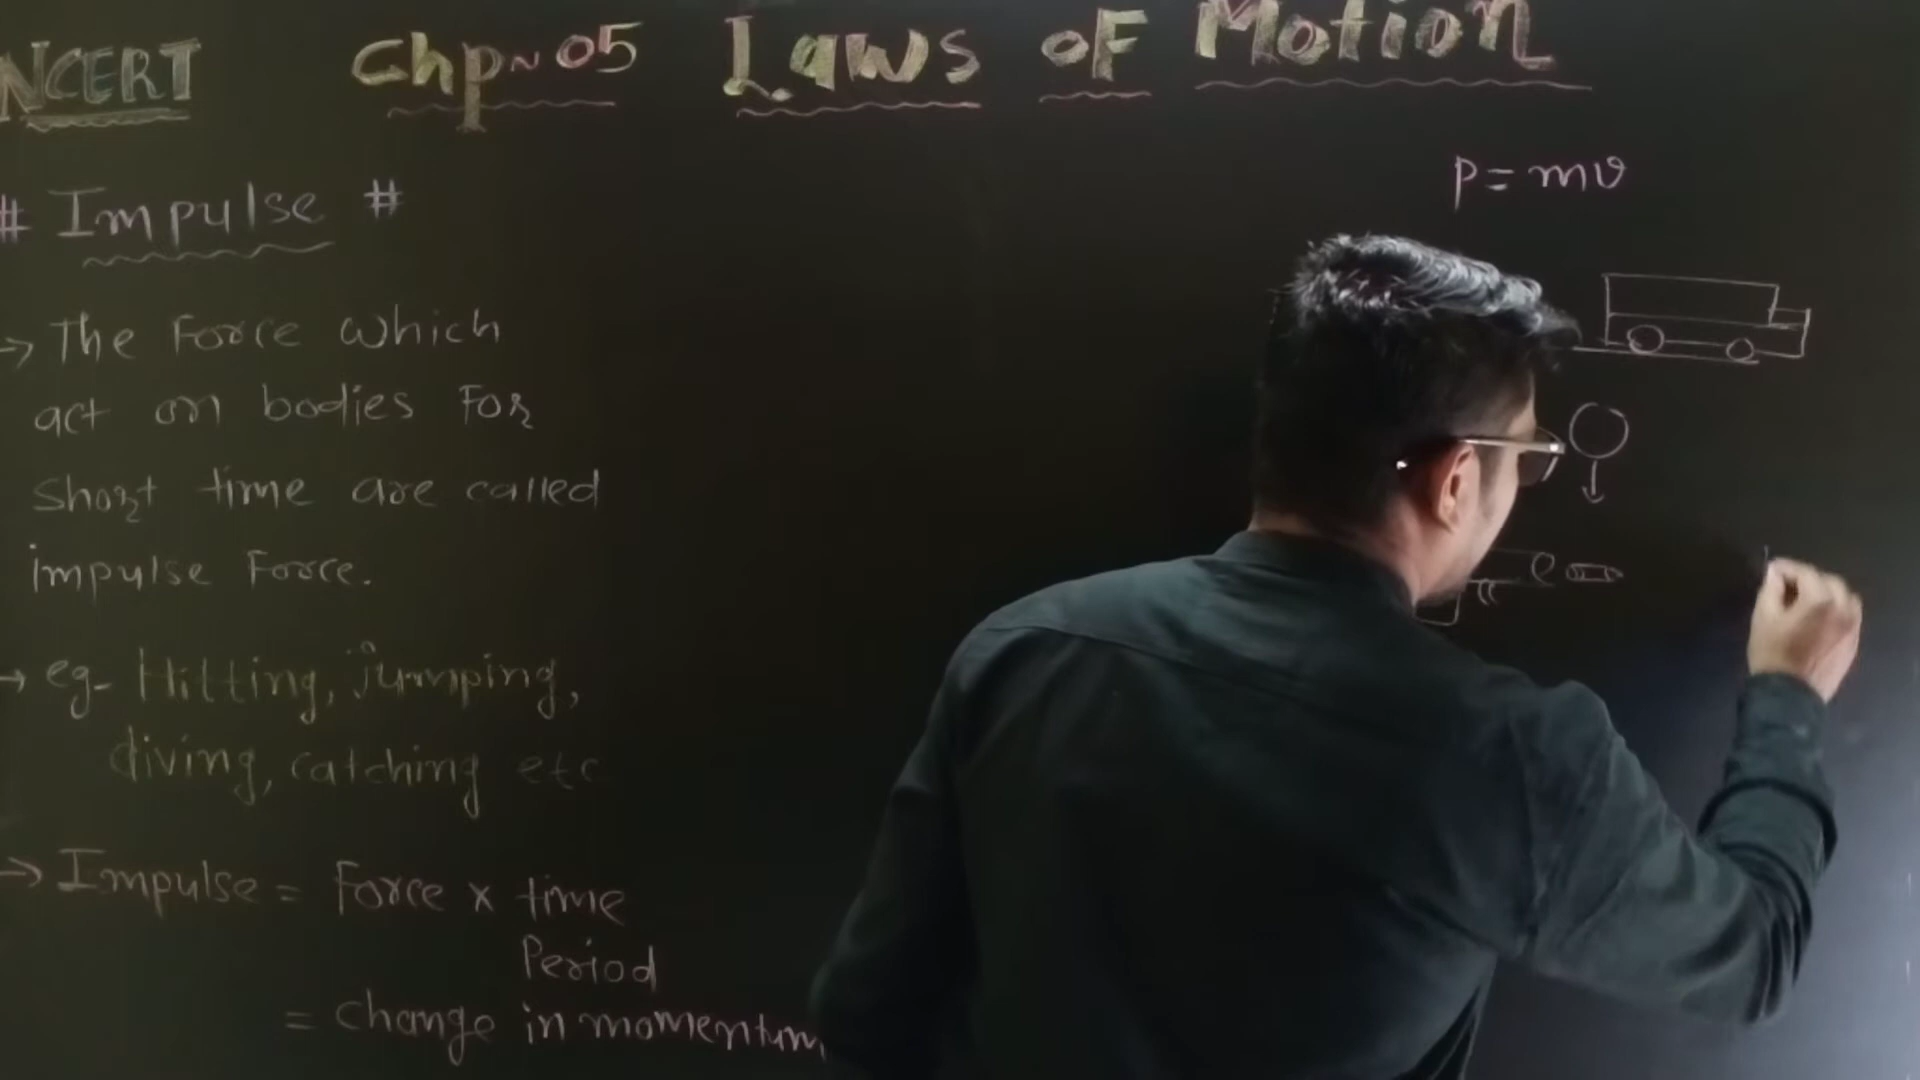 NCERT Chp~05 Laws of Motion
# Impulse #
→ The Force which
act on bodies For
short time are called
impulse Force.
→ eg- Hitting, jumping,
diving, catching etc
→ Impulse = Force × time
Period
= change in momentum
p = mv